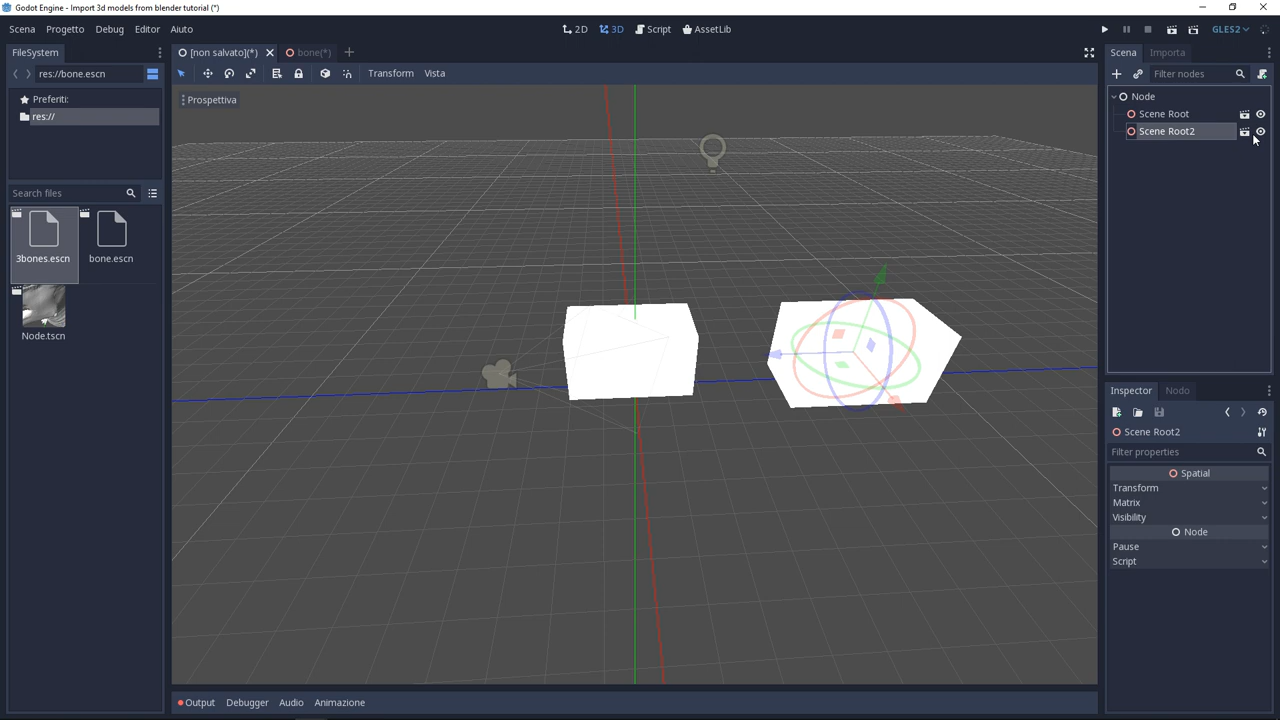 Godot Engine - Import 3d models from blender tutorial (*)
Scena Progetto Debug Editor Aiuto
2D 3D Script AssetLib
GLES2
FileSystem
res://bone.escn
Preferiti:
res://
Search files
3bones.escn
bone.escn
Node.tscn
[non salvato](*)
bone(*)
Transform Vista
Prospettiva
Output Debugger Audio Animazione
Scena Importa
Filter nodes
Node
Scene Root
Scene Root2
Inspector Nodo
Scene Root2
Filter properties
Spatial
Transform
Matrix
Visibility
Node
Pause
Script